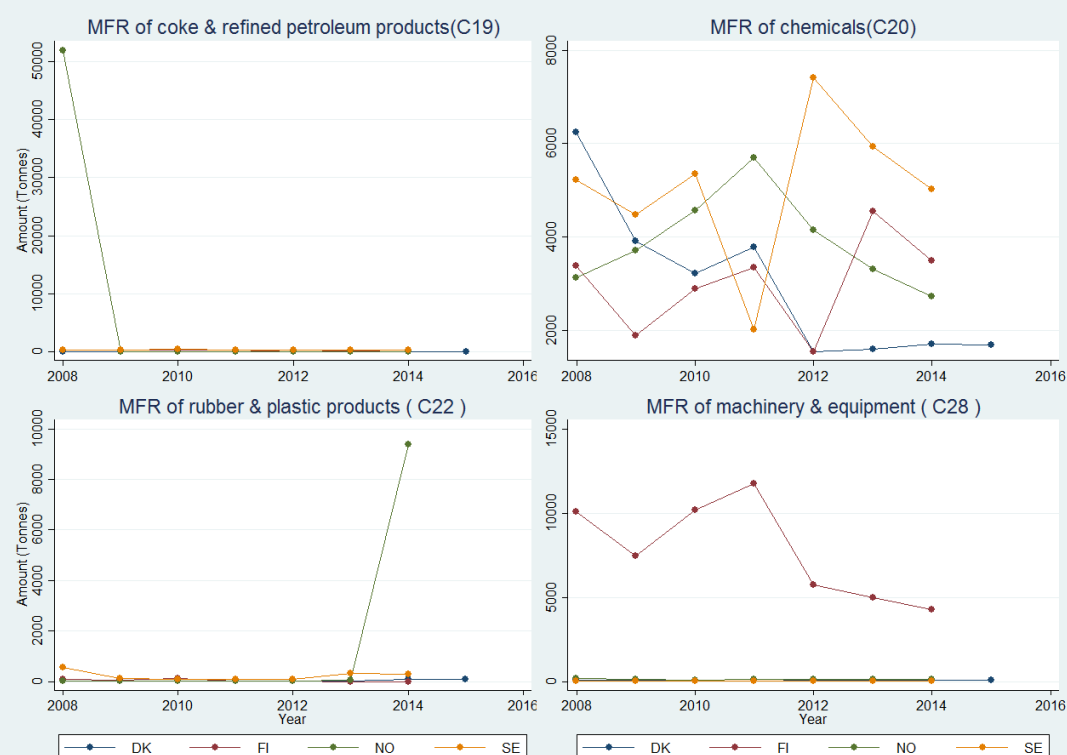 MFR of coke & refined petroleum products(C19)
Amount (Tonnes)
50000
40000
30000
20000
10000
0
2008 2010 2012 2014 2016
MFR of chemicals(C20)
8000
6000
4000
2000
2008 2010 2012 2014 2016
MFR of rubber & plastic products ( C22 )
Amount (Tonnes)
10000
8000
6000
4000
2000
0
2008 2010 2012 2014 2016
Year
DK FI NO SE
MFR of machinery & equipment ( C28 )
15000
10000
5000
0
2008 2010 2012 2014 2016
Year
DK FI NO SE